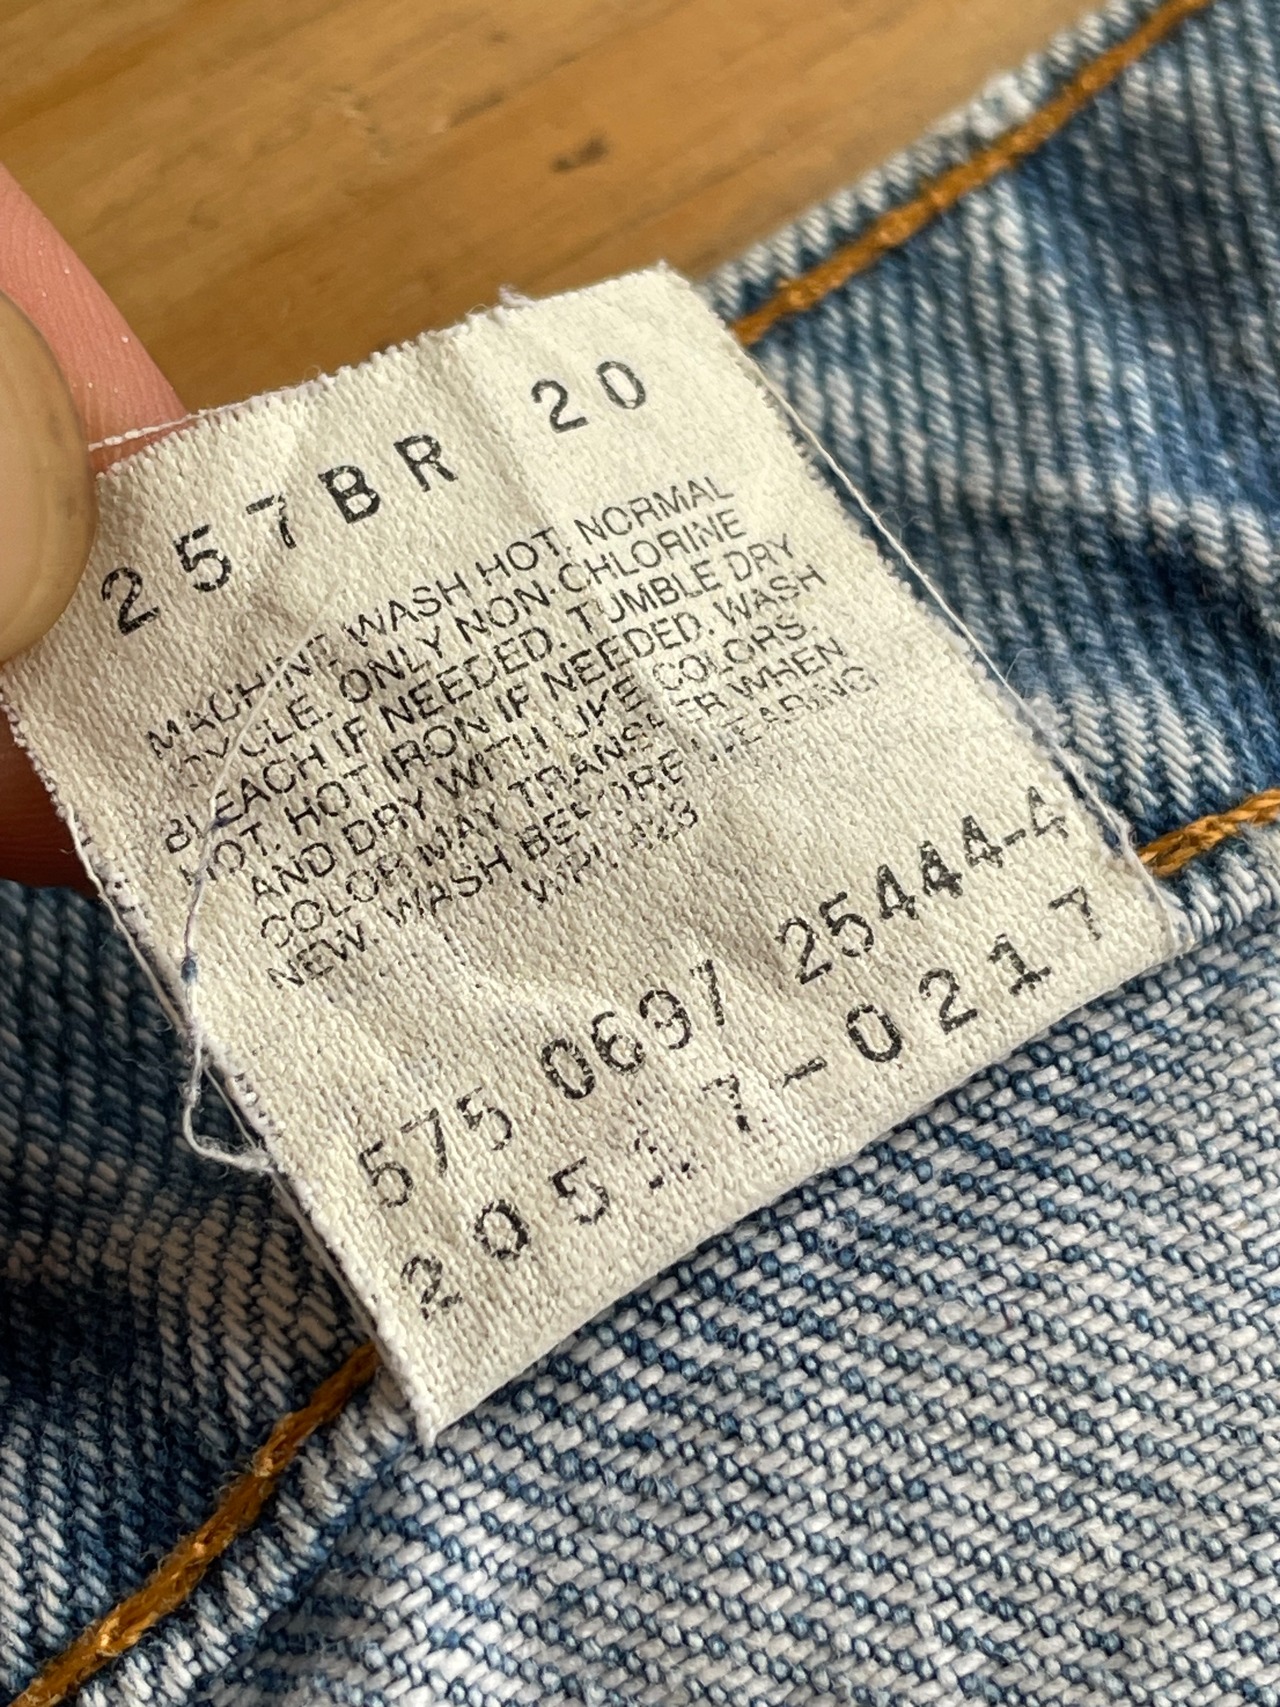 257BR 20
MACHINE WASH HOT, NORMAL
CYCLE. ONLY NON-CHLORINE
BLEACH IF NEEDED. TUMBLE DRY
HOT. HOT IRON IF NEEDED. WASH
AND DRY WITH LIKE COLORS.
COLOR MAY TRANSFER WHEN
NEW. WASH BEFORE WEARING
575 0697 25444-4
-0217